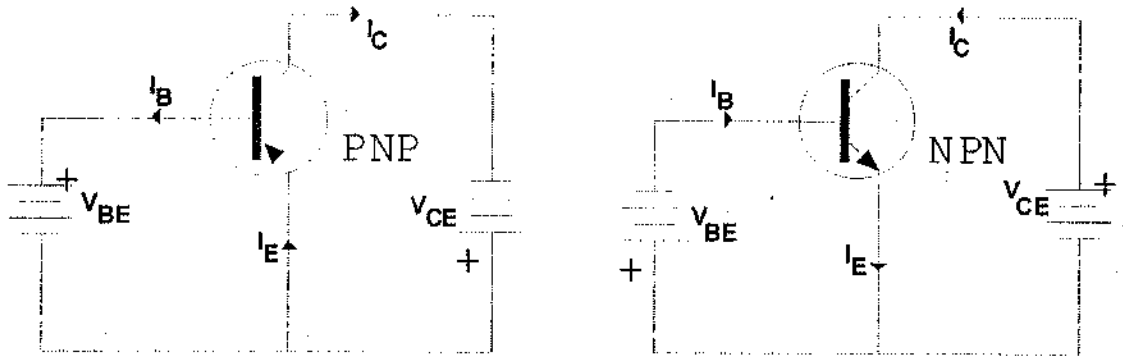 I_C
I_B
PNP
+
V_BE
V_CE
I_E
+
I_C
I_B
NPN
V_BE
V_CE
+
+
I_E